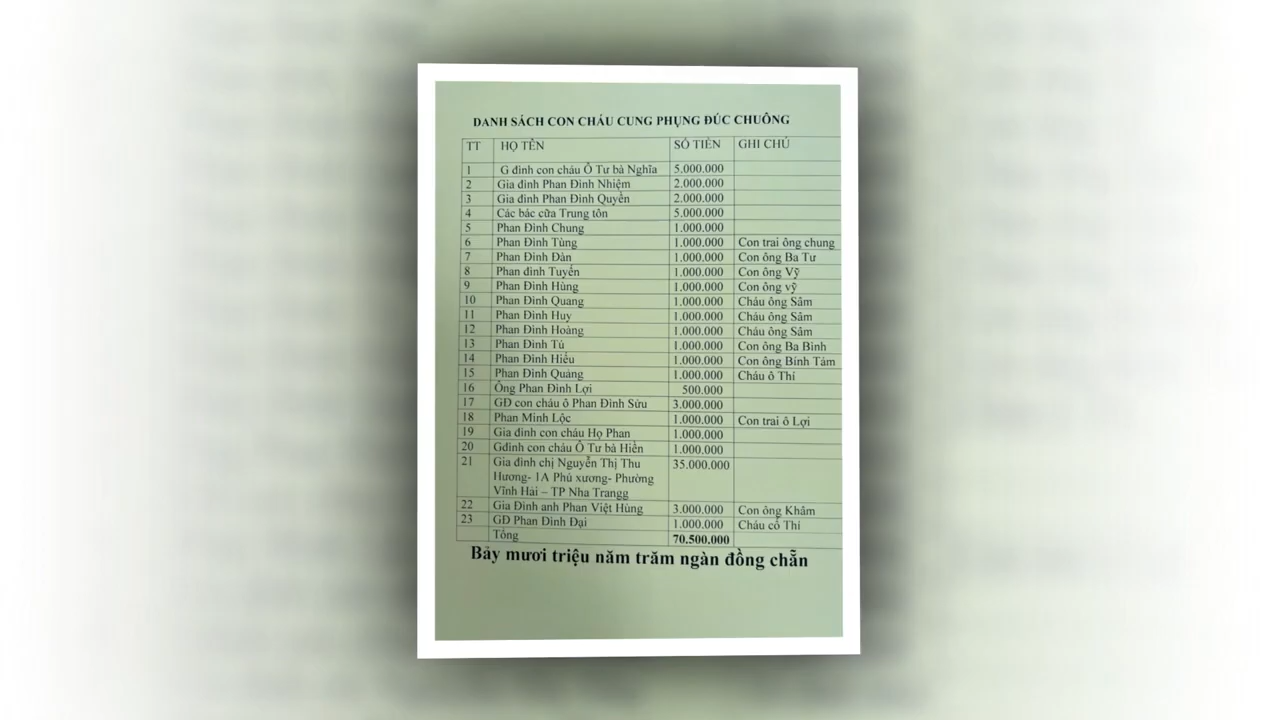 DANH SÁCH CON CHÁU CUNG PHỤNG ĐÚC CHUÔNG
TT HỌ TÊN SỐ TIỀN GHI CHÚ
1 G đình con cháu Ô Tư bà Nghĩa 5.000.000
2 Gia đình Phan Đình Nhiệm 2.000.000
3 Gia đình Phan Đình Quyền 2.000.000
4 Các bác cữa Trung tôn 5.000.000
5 Phan Đình Chung 1.000.000
6 Phan Đình Tùng 1.000.000 Con trai ông chung
7 Phan Đình Đàn 1.000.000 Con ông Ba Tư
8 Phan đình Tuyến 1.000.000 Con ông Vỹ
9 Phan Đình Hùng 1.000.000 Con ông vỹ
10 Phan Đình Quang 1.000.000 Cháu ông Sâm
11 Phan Đình Huy 1.000.000 Cháu ông Sâm
12 Phan Đình Hoàng 1.000.000 Cháu ông Sâm
13 Phan Đình Tú 1.000.000 Con ông Ba Bình
14 Phan Đình Hiếu 1.000.000 Con ông Bính Tám
15 Phan Đình Quảng 1.000.000 Cháu ô Thí
16 Ông Phan Đình Lợi 500.000
17 GĐ con cháu ô Phan Đình Sửu 3.000.000
18 Phan Minh Lộc 1.000.000 Con trai ô Lợi
19 Gia đình con cháu Họ Phan 1.000.000
20 Gđình con cháu Ô Tư bà Hiền 1.000.000
21 Gia đình chị Nguyễn Thị Thu 35.000.000
Hương- 1A Phú xương- Phường
Vĩnh Hải – TP Nha Trangg
22 Gia Đình anh Phan Việt Hùng 3.000.000 Con ông Khâm
23 GĐ Phan Đình Đại 1.000.000 Cháu cố Thí
Tổng 70.500.000
Bảy mươi triệu năm trăm ngàn đồng chẵn